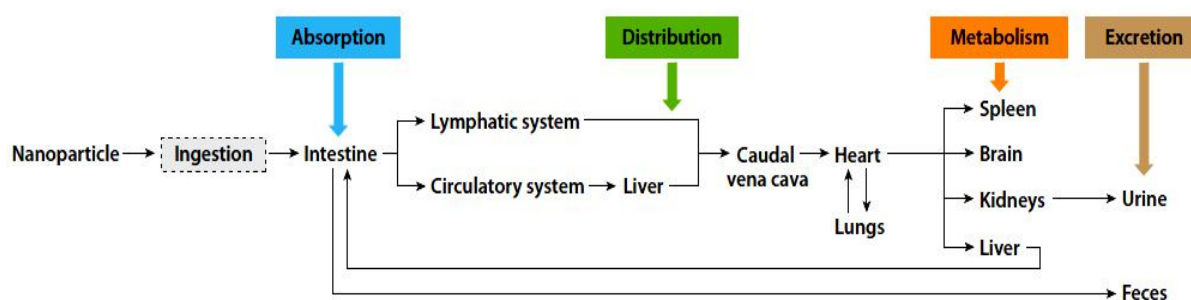 Absorption
Distribution
Metabolism
Excretion
Spleen
Lymphatic system
Nanoparticle
Ingestion
Intestine
Caudal
vena cava
Heart
Brain
Circulatory system
Liver
Kidneys
Urine
Lungs
Liver
Feces